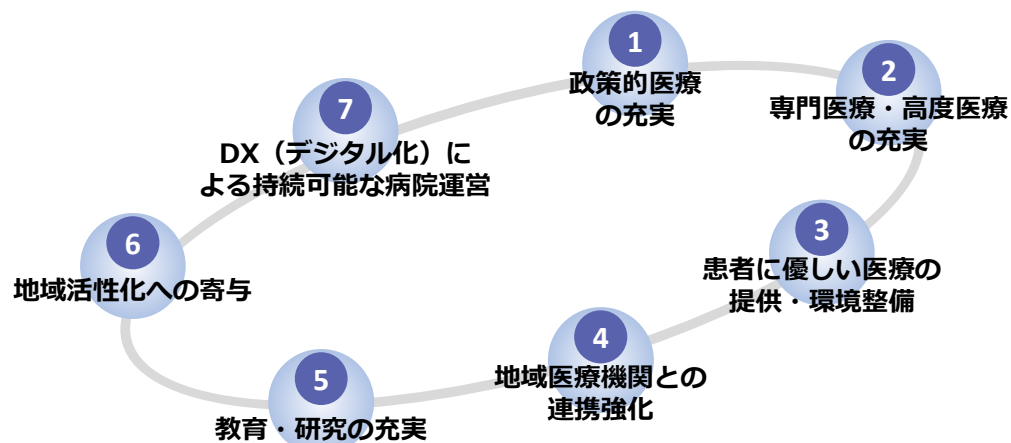 1
政策的医療
の充実
2
専門医療・高度医療
の充実
3
患者に優しい医療の
提供・環境整備
4
地域医療機関との
連携強化
5
教育・研究の充実
6
地域活性化への寄与
7
DX（デジタル化）に
よる持続可能な病院運営